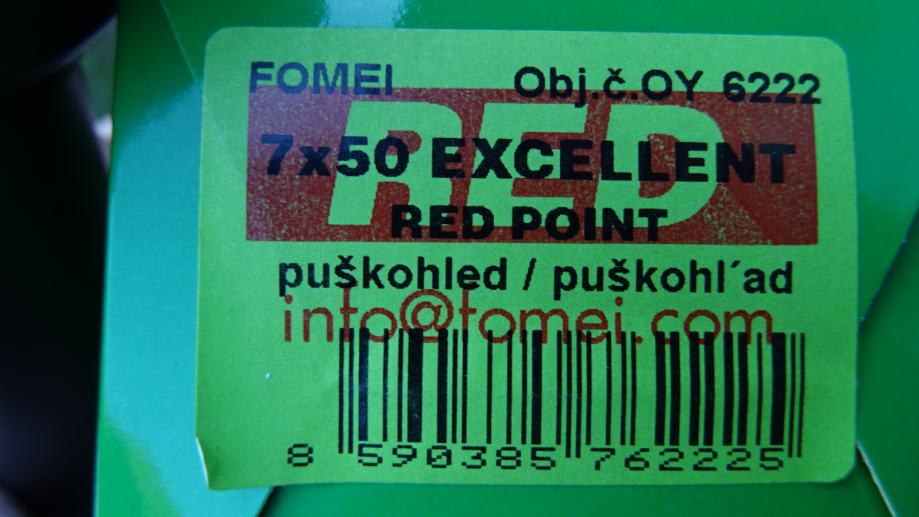 FOMEI Obj.č.OY 6222
RED
7x50 EXCELLENT
RED POINT
puškohled / puškohl´ad
info@fomei.com
8 590385 762225